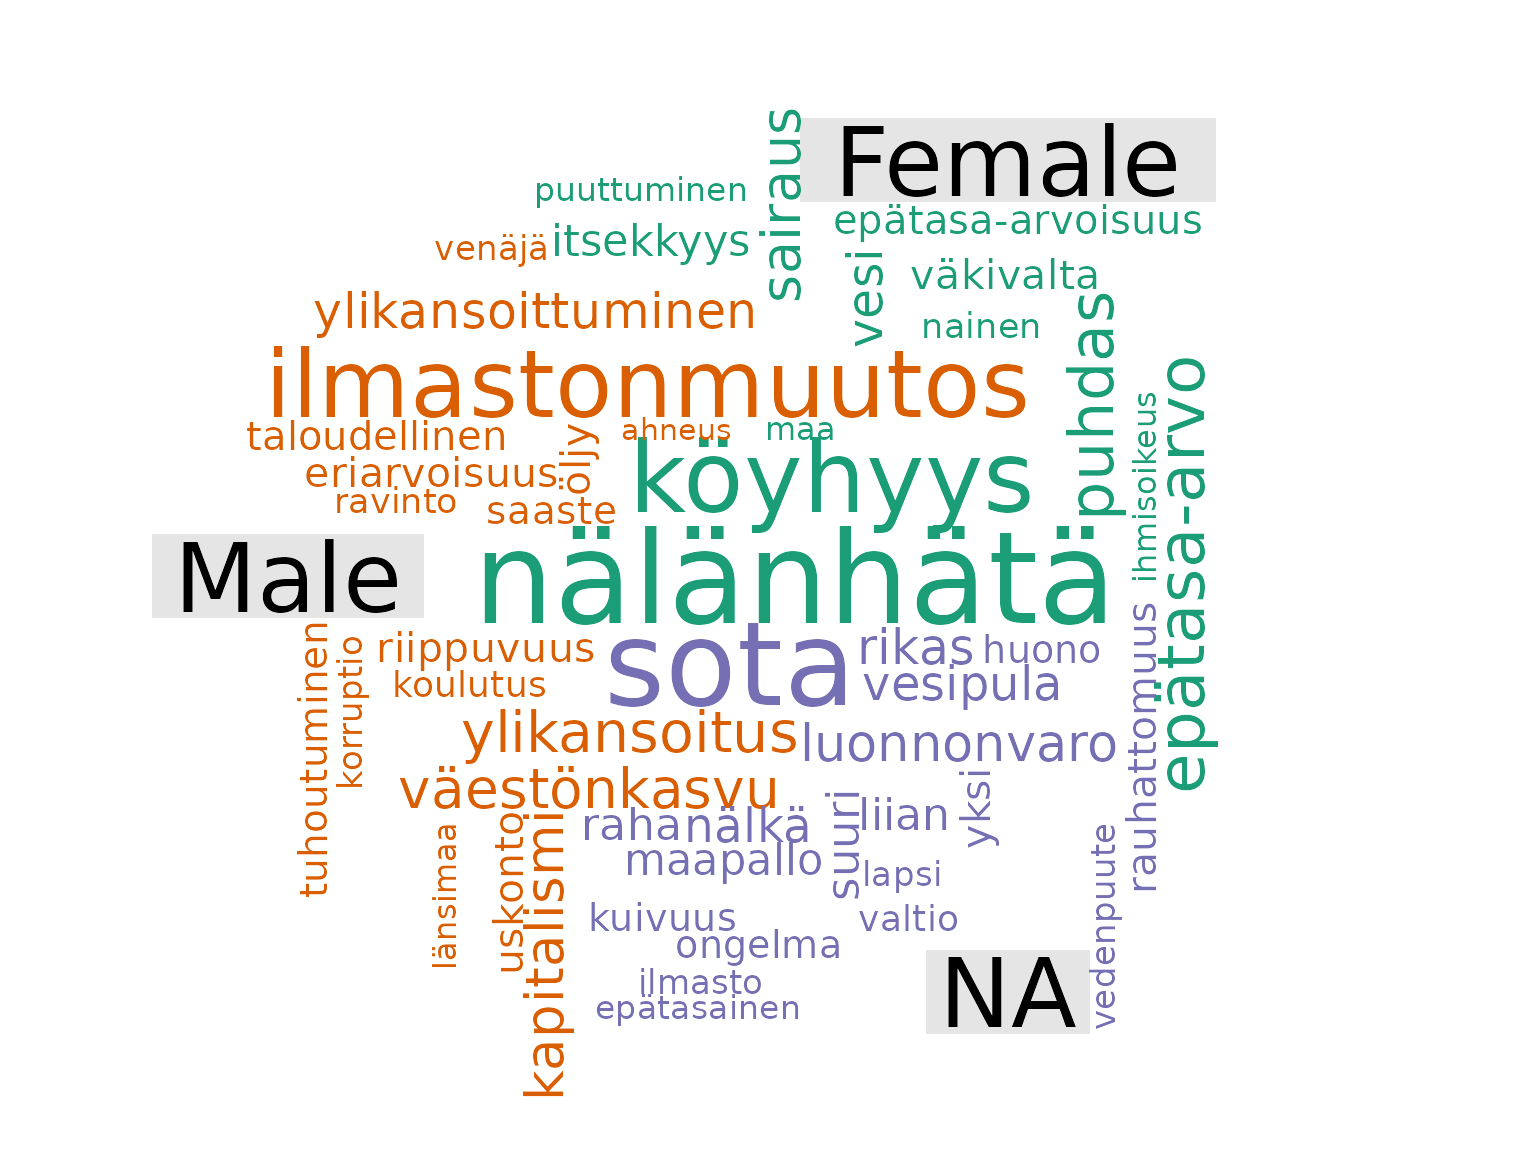 sairaus
Female
puuttuminen
epätasa-arvoisuus
venäjä
itsekkyys
vesi
väkivalta
ylikansoittuminen
nainen
puhdas
ilmastonmuutos
epätasa-arvo
ihmisoikeus
taloudellinen
öljy
ahneus
maa
eriarvoisuus
köyhyys
ravinto
saaste
Male
nälänhätä
tuhoutuminen
korruptio
riippuvuus
sota
rikas
huono
rauhattomuus
koulutus
vesipula
ylikansoitus
luonnonvaro
väestönkasvu
länsimaa
uskonto
kapitalismi
raha
nälkä
suuri
liian
yksi
maapallo
lapsi
vedenpuute
kuivuus
valtio
ongelma
ilmasto
NA
epätasainen